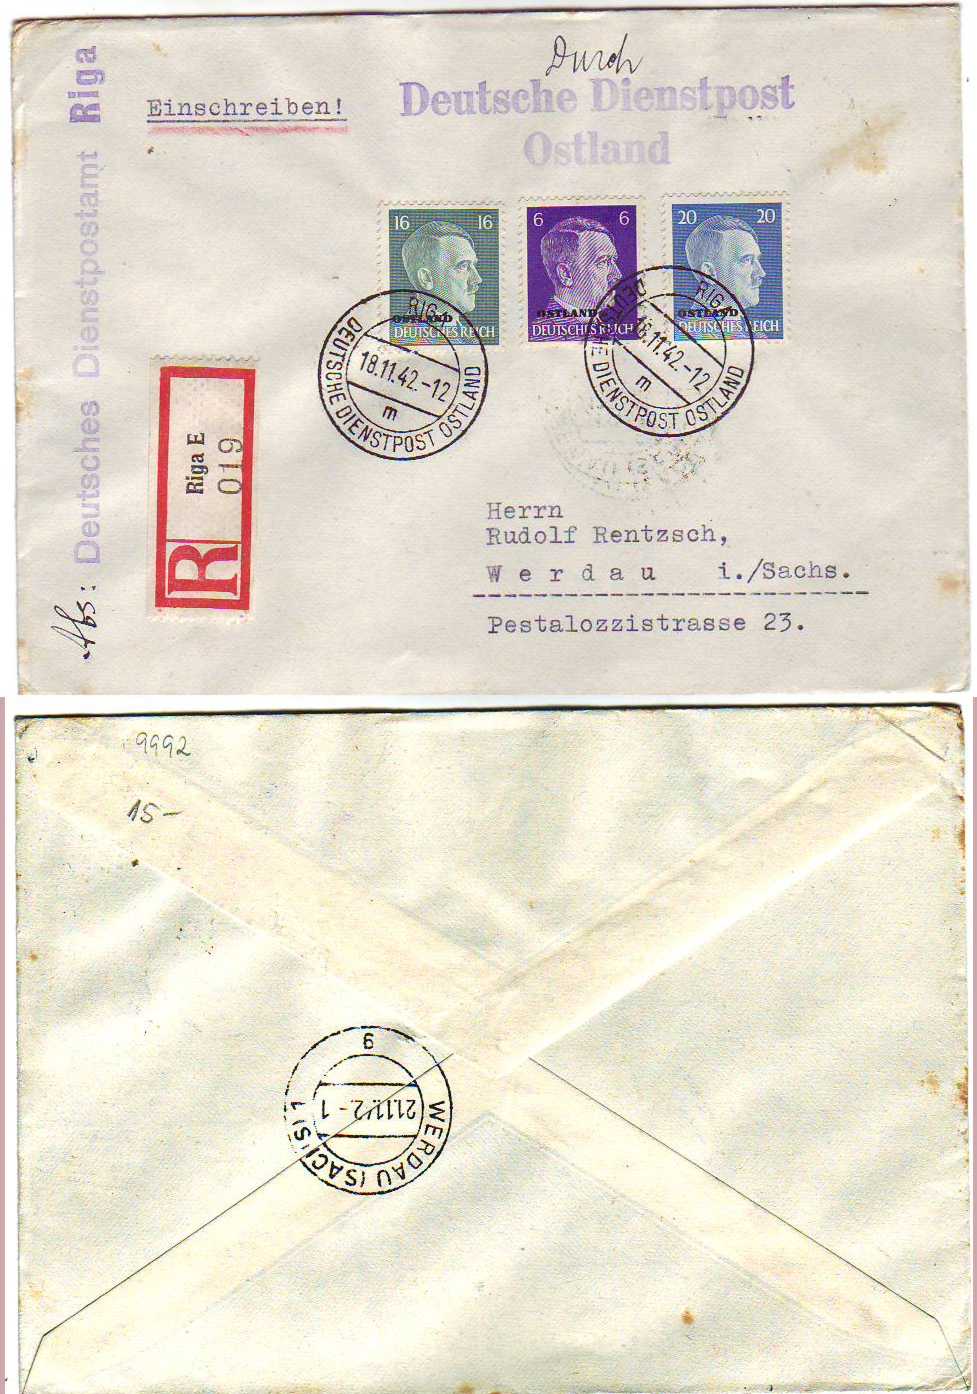 Durch
Deutsche Dienstpost
Ostland
Einschreiben!
Abs: Deutsches Dienstpostamt Riga
16 16
OSTLAND
DEUTSCHES REICH
6 6
OSTLAND
DEUTSCHES REICH
20 20
OSTLAND
DEUTSCHES REICH
RIGA
18.11.42.-12
m
DEUTSCHE DIENSTPOST OSTLAND
RIGA
18.11.42.-12
m
DEUTSCHE DIENSTPOST OSTLAND
R
Riga E
019
Herrn
Rudolf Rentzsch,
Werdau i./Sachs.
Pestalozzistrasse 23.
9992
15-
g
21.11.42.-1
WERDAU (SACHS) 1